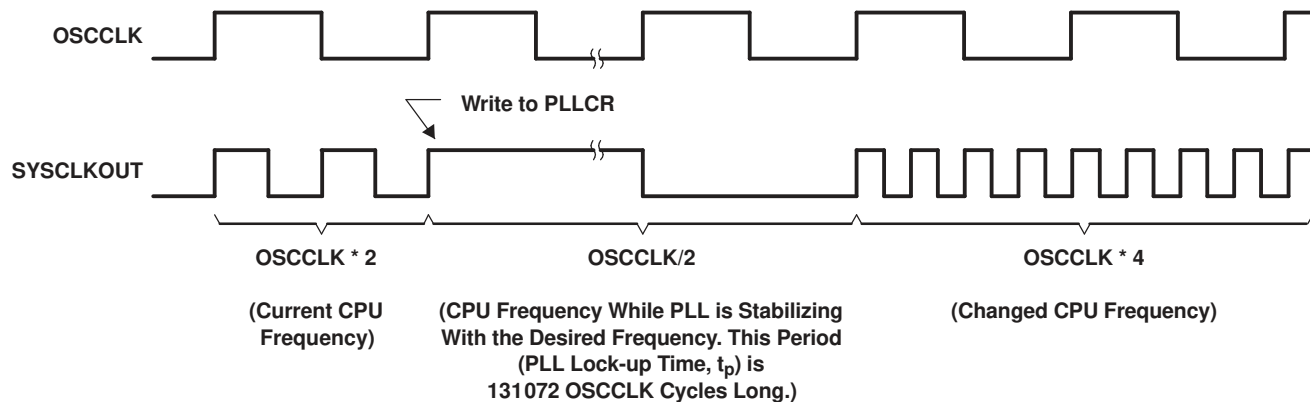 OSCCLK
Write to PLLCR
SYSCLKOUT
OSCCLK * 2
(Current CPU
Frequency)
OSCCLK/2
(CPU Frequency While PLL is Stabilizing
With the Desired Frequency. This Period
(PLL Lock-up Time, tp) is
131072 OSCCLK Cycles Long.)
OSCCLK * 4
(Changed CPU Frequency)